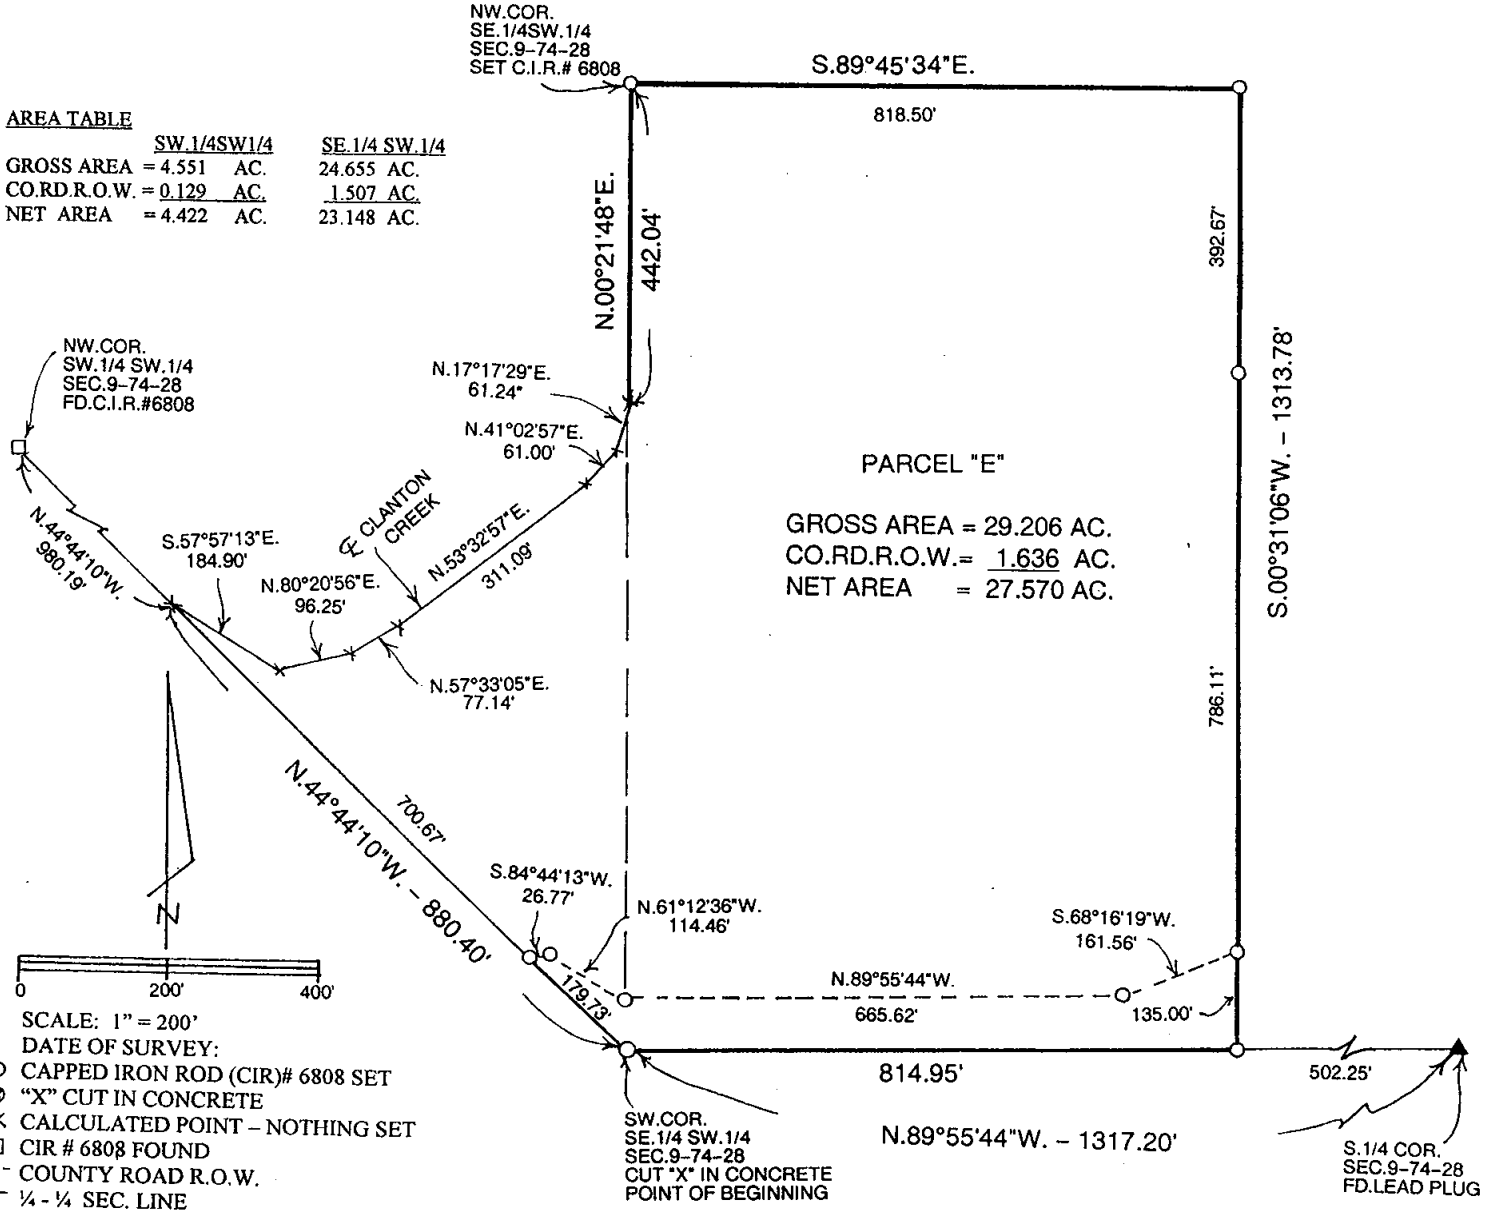 NW.COR.
SE.1/4SW.1/4
SEC.9-74-28
SET C.I.R.# 6808
S.89°45'34"E.
818.50'
AREA TABLE
SW.1/4SW1/4 SE.1/4 SW.1/4
GROSS AREA = 4.551 AC. 24.655 AC.
CO.RD.R.O.W. = 0.129 AC. 1.507 AC.
NET AREA = 4.422 AC. 23.148 AC.
N.00°21'48"E.
442.04'
392.67'
NW.COR.
SW.1/4 SW.1/4
SEC.9-74-28
FD.C.I.R.#6808
N.17°17'29"E.
61.24"
N.41°02'57"E.
61.00'
S.00°31'06"W. - 1313.78'
PARCEL "E"
GROSS AREA = 29.206 AC.
CO.RD.R.O.W.= 1.636 AC.
NET AREA = 27.570 AC.
N.44°44'10"W.
980.19'
S.57°57'13"E.
184.90'
N.80°20'56"E.
96.25'
℄ CLANTON
CREEK
N.53°32'57"E.
311.09'
N.57°33'05"E.
77.14'
786.11'
700.67'
N.44°44'10"W. - 880.40'
S.84°44'13"W.
26.77'
N.61°12'36"W.
114.46'
S.68°16'19"W.
161.56'
N.89°55'44"W.
665.62'
179.73'
135.00'
N
0 200' 400'
SCALE: 1" = 200'
DATE OF SURVEY:
CAPPED IRON ROD (CIR)# 6808 SET
"X" CUT IN CONCRETE
CALCULATED POINT – NOTHING SET
CIR # 6808 FOUND
COUNTY ROAD R.O.W.
¼ - ¼ SEC. LINE
814.95'
502.25'
SW.COR.
SE.1/4 SW.1/4
SEC.9-74-28
CUT "X" IN CONCRETE
POINT OF BEGINNING
N.89°55'44"W. - 1317.20'
S.1/4 COR.
SEC.9-74-28
FD.LEAD PLUG